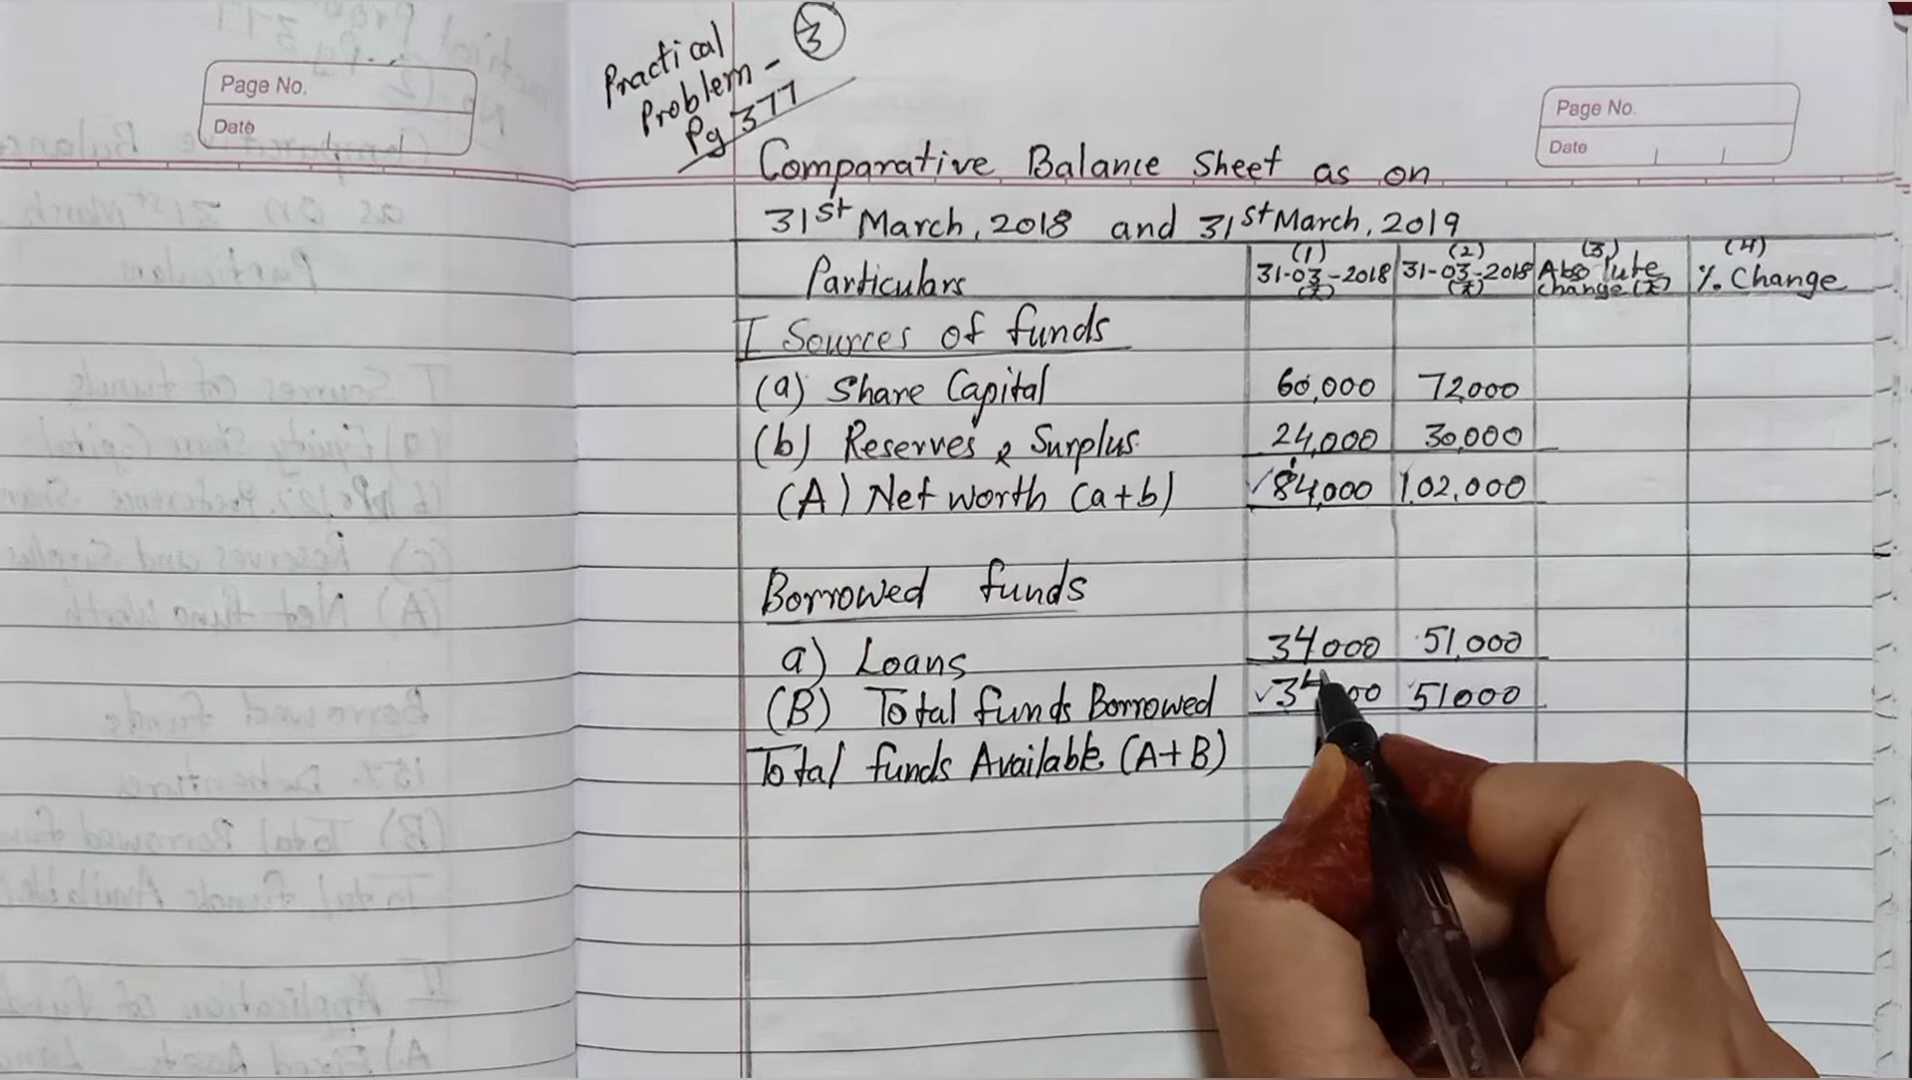 Page No.
Date
Practical
Problem - 3
Pg 377
Page No.
Date
Comparative Balance Sheet as on
31st March, 2018 and 31st March, 2019
Particulars (1) 31-03-2018 (₹) (2) 31-03-2018 (₹) (3) Absolute change (₹) (4) % Change
I Sources of funds
(a) Share Capital 60,000 72,000
(b) Reserves & Surplus 24,000 30,000
(A) Net worth (a+b) 84,000 1,02,000
Borrowed funds
a) Loans 34000 51,000
(B) Total funds Borrowed 51000
Total funds Available (A+B)